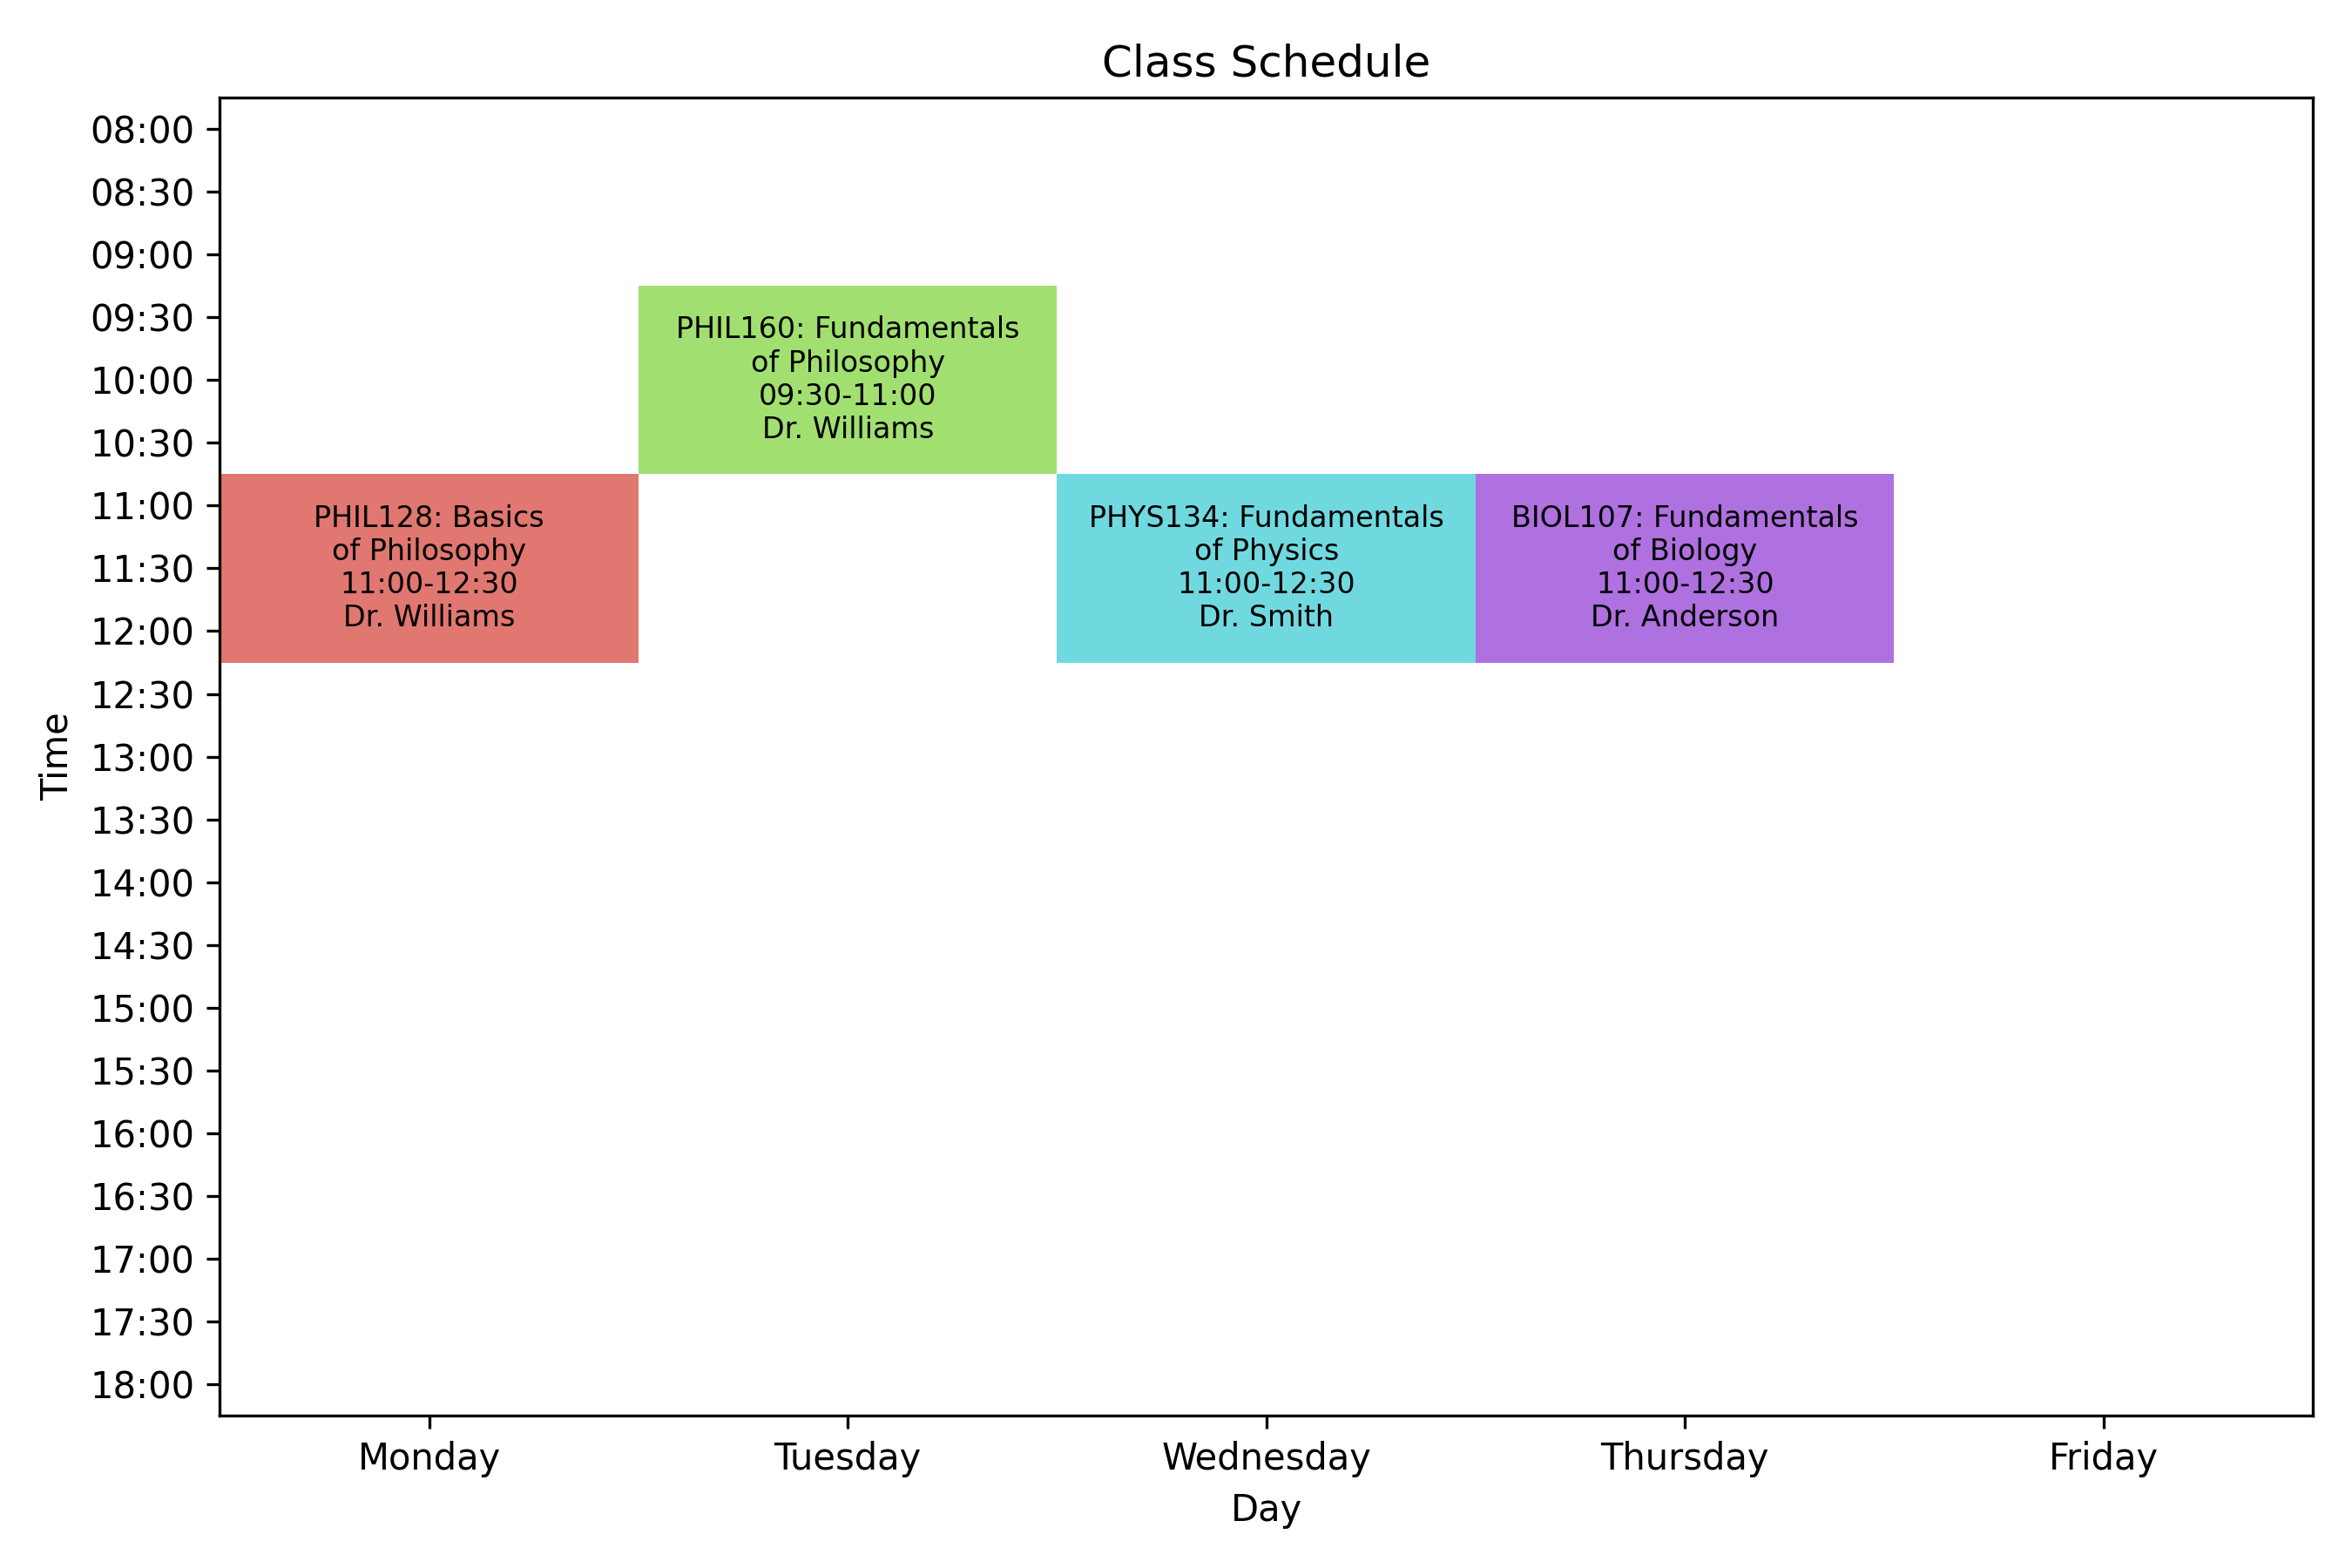 Class Schedule
Time
08:00
08:30
09:00
09:30
10:00
10:30
11:00
11:30
12:00
12:30
13:00
13:30
14:00
14:30
15:00
15:30
16:00
16:30
17:00
17:30
18:00
PHIL128: Basics
of Philosophy
11:00-12:30
Dr. Williams
PHIL160: Fundamentals
of Philosophy
09:30-11:00
Dr. Williams
PHYS134: Fundamentals
of Physics
11:00-12:30
Dr. Smith
BIOL107: Fundamentals
of Biology
11:00-12:30
Dr. Anderson
Monday
Tuesday
Wednesday
Thursday
Friday
Day